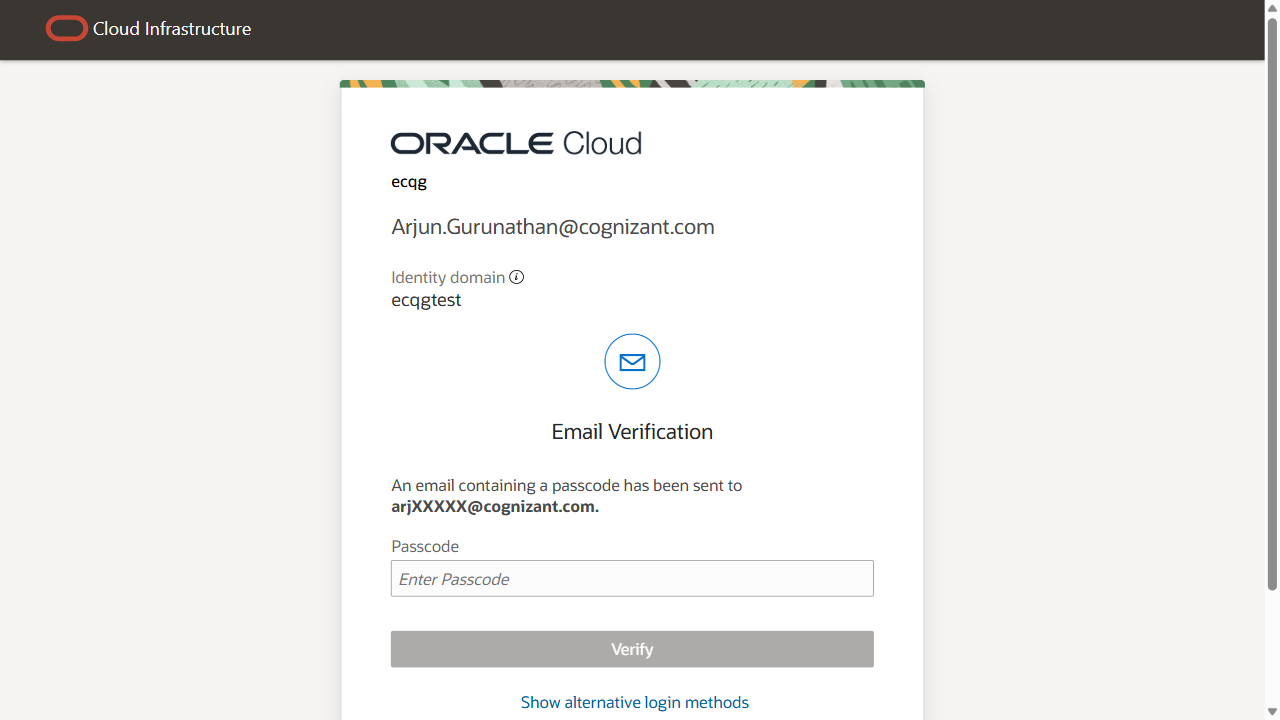 Cloud Infrastructure
ORACLE Cloud
ecqg
Arjun.Gurunathan@cognizant.com
Identity domain
ecqgtest
Email Verification
An email containing a passcode has been sent to
arjXXXXX@cognizant.com.
Passcode
Enter Passcode
Verify
Show alternative login methods